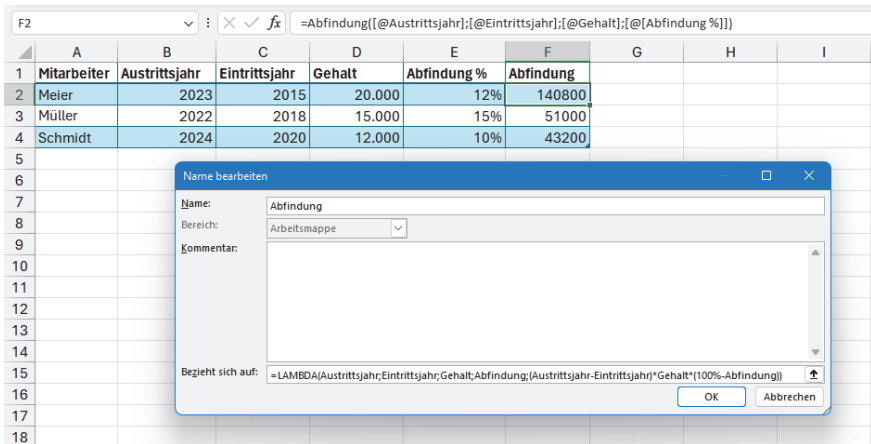 F2 fx =Abfindung([@Austrittsjahr];[@Eintrittsjahr];[@Gehalt];[@[Abfindung %]])
A B C D E F G H I
1 Mitarbeiter Austrittsjahr Eintrittsjahr Gehalt Abfindung % Abfindung
2 Meier 2023 2015 20.000 12% 140800
3 Müller 2022 2018 15.000 15% 51000
4 Schmidt 2024 2020 12.000 10% 43200
5
6 Name bearbeiten
7 Name: Abfindung
8 Bereich: Arbeitsmappe
9 Kommentar:
10
11
12
13
14
15 Bezieht sich auf: =LAMBDA(Austrittsjahr;Eintrittsjahr;Gehalt;Abfindung;(Austrittsjahr-Eintrittsjahr)*Gehalt*(100%-Abfindung))
16 OK Abbrechen
17
18